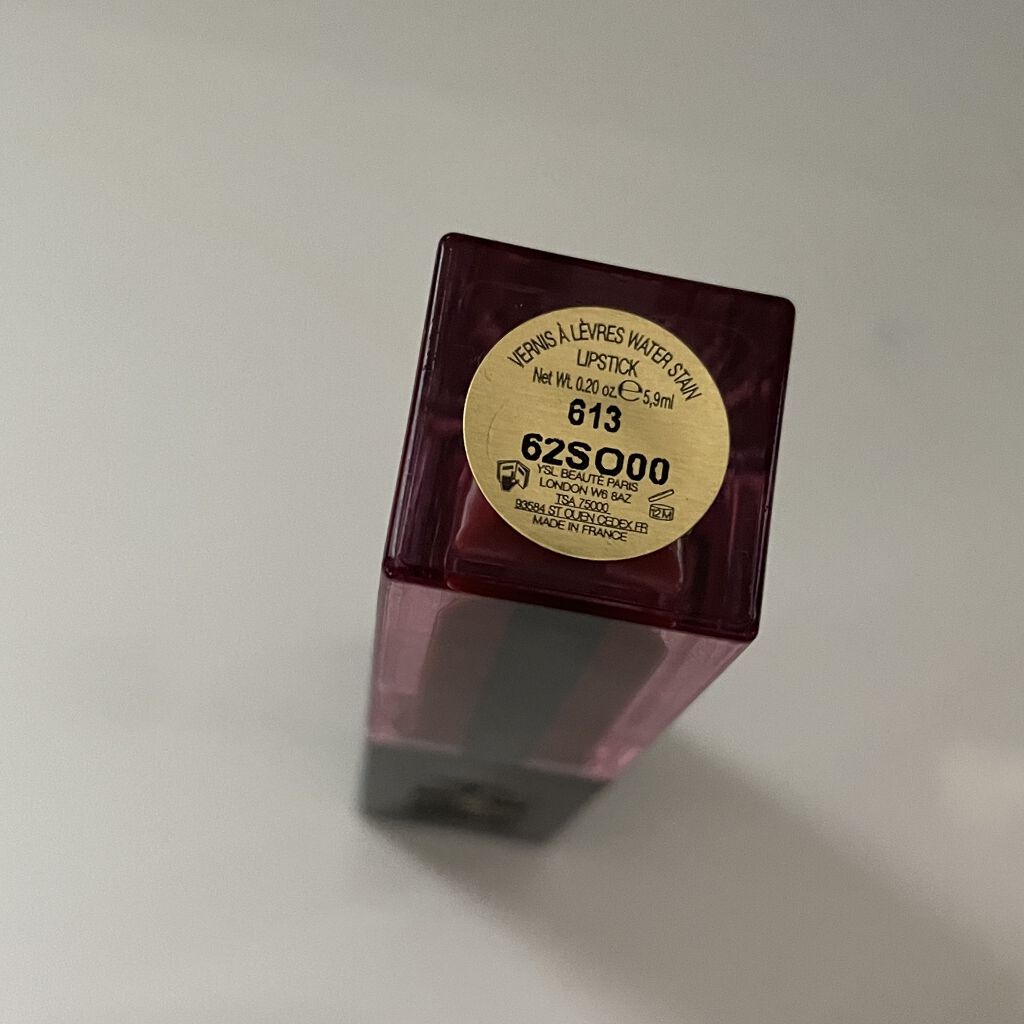 VERNIS À LÈVRES WATER STAIN
LIPSTICK
Net Wt. 0.20 oz. ℮ 5,9ml
613
62SO00
YSL BEAUTÉ PARIS
LONDON W6 8AZ
TSA 75000
93584 ST OUEN CEDEX FR
MADE IN FRANCE
12M